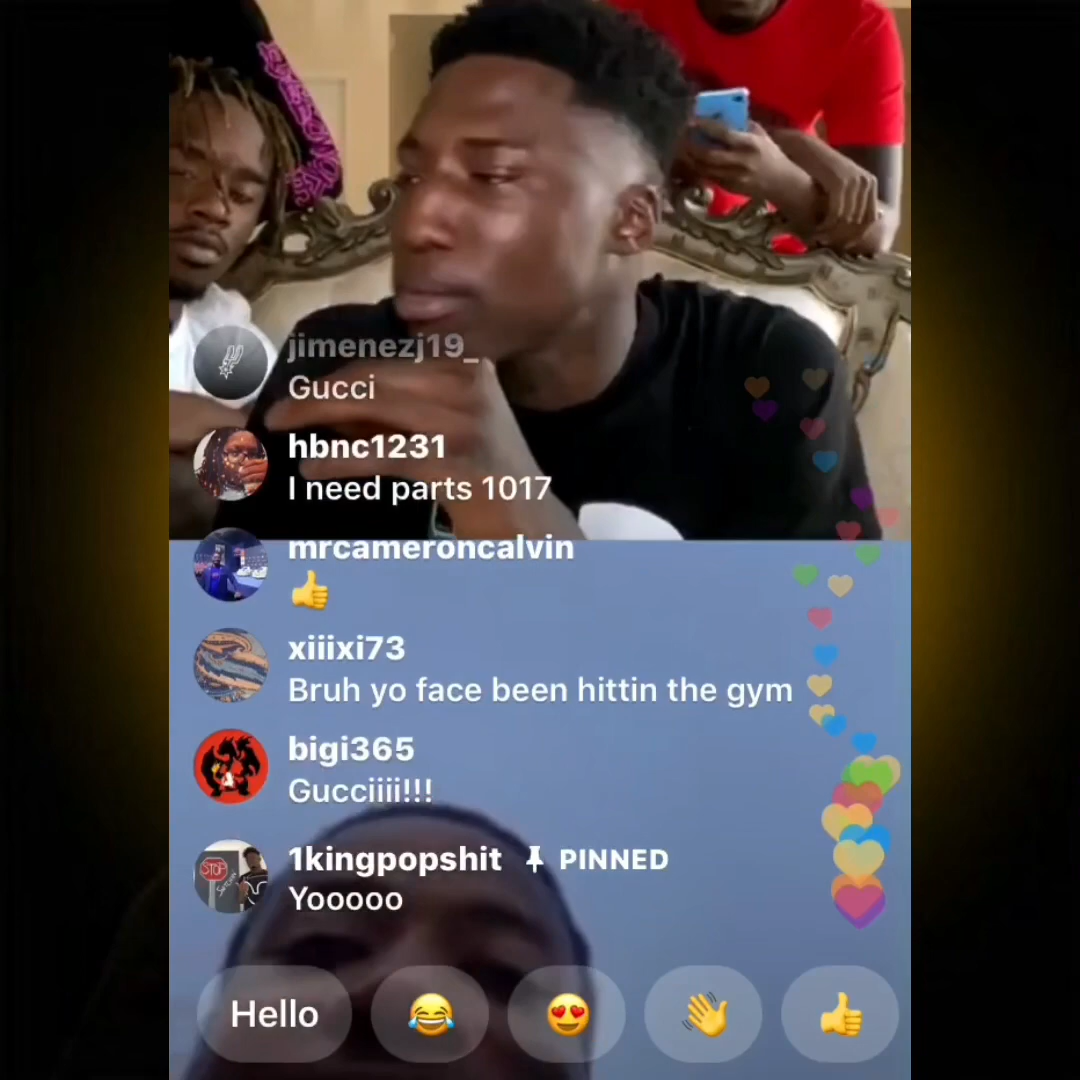 jimenezj19_
Gucci
hbnc1231
I need parts 1017
mrcameroncalvin
👍
xiiixi73
Bruh yo face been hittin the gym
bigi365
Gucciiii!!!
STOP
1kingpopshit PINNED
Yooooo
Hello 😂 😍 👋 👍